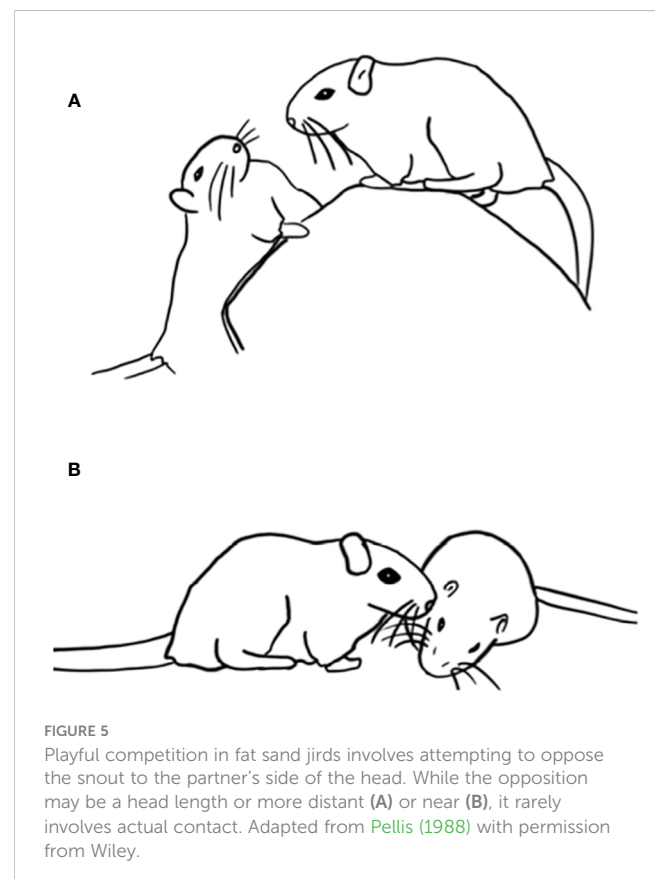 A
B
FIGURE 5
Playful competition in fat sand jirds involves attempting to oppose
the snout to the partner's side of the head. While the opposition
may be a head length or more distant (A) or near (B), it rarely
involves actual contact. Adapted from Pellis (1988) with permission
from Wiley.